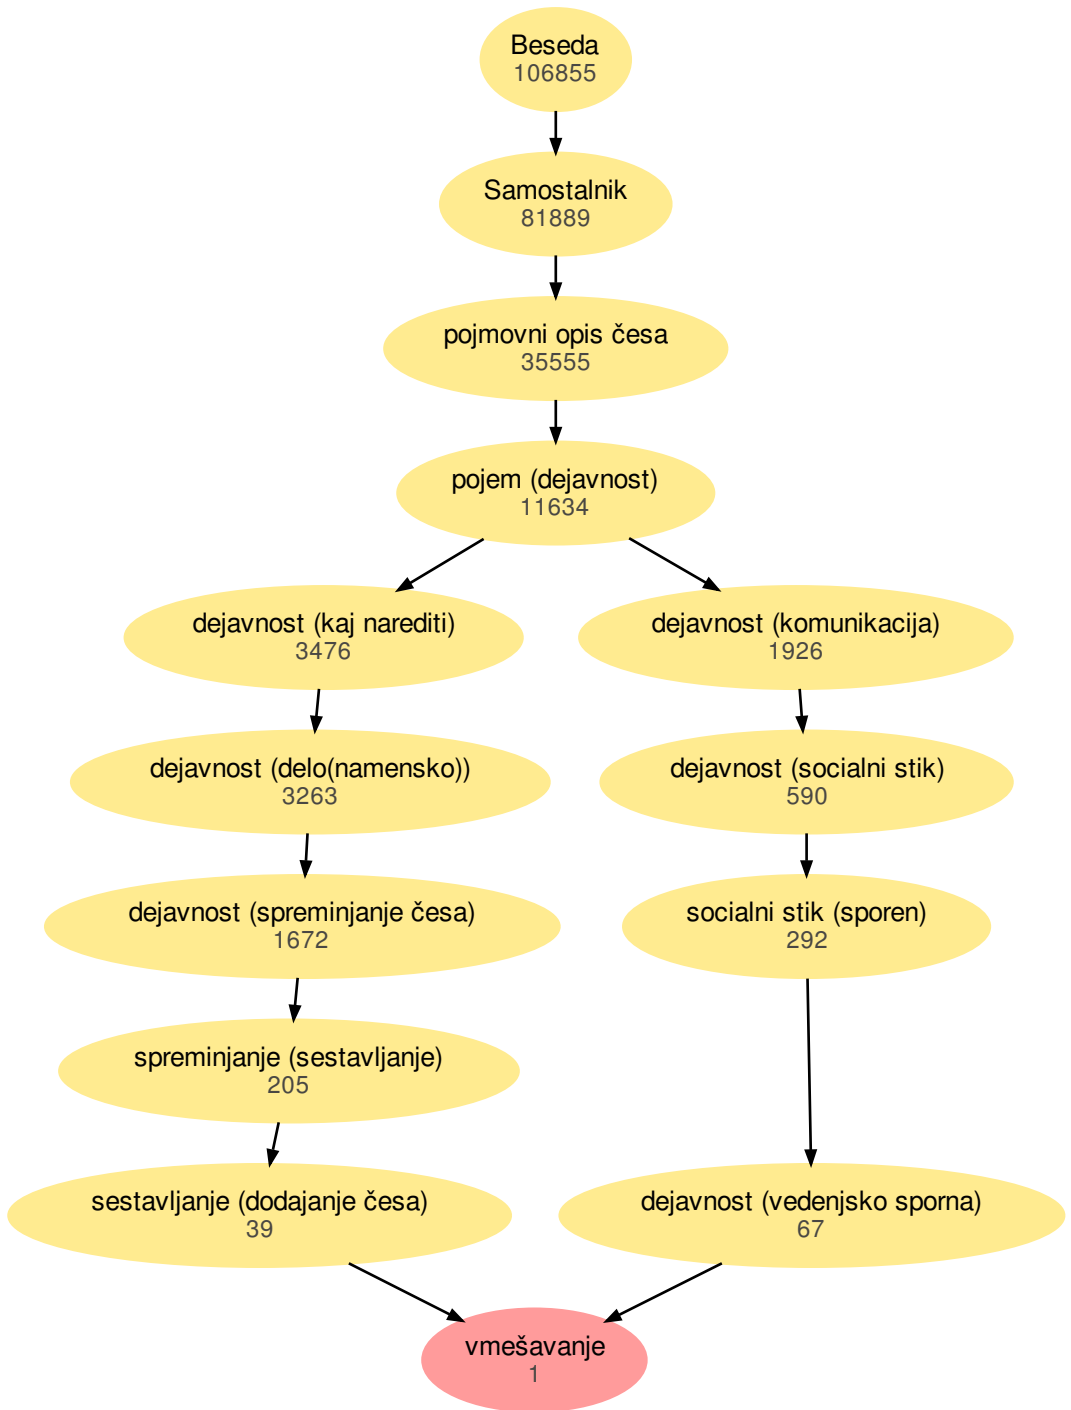 Beseda
106855
Samostalnik
81889
pojmovni opis česa
35555
pojem (dejavnost)
11634
dejavnost (kaj narediti)
3476
dejavnost (komunikacija)
1926
dejavnost (delo(namensko))
3263
dejavnost (socialni stik)
590
dejavnost (spreminjanje česa)
1672
socialni stik (sporen)
292
spreminjanje (sestavljanje)
205
sestavljanje (dodajanje česa)
39
dejavnost (vedenjsko sporna)
67
vmešavanje
1